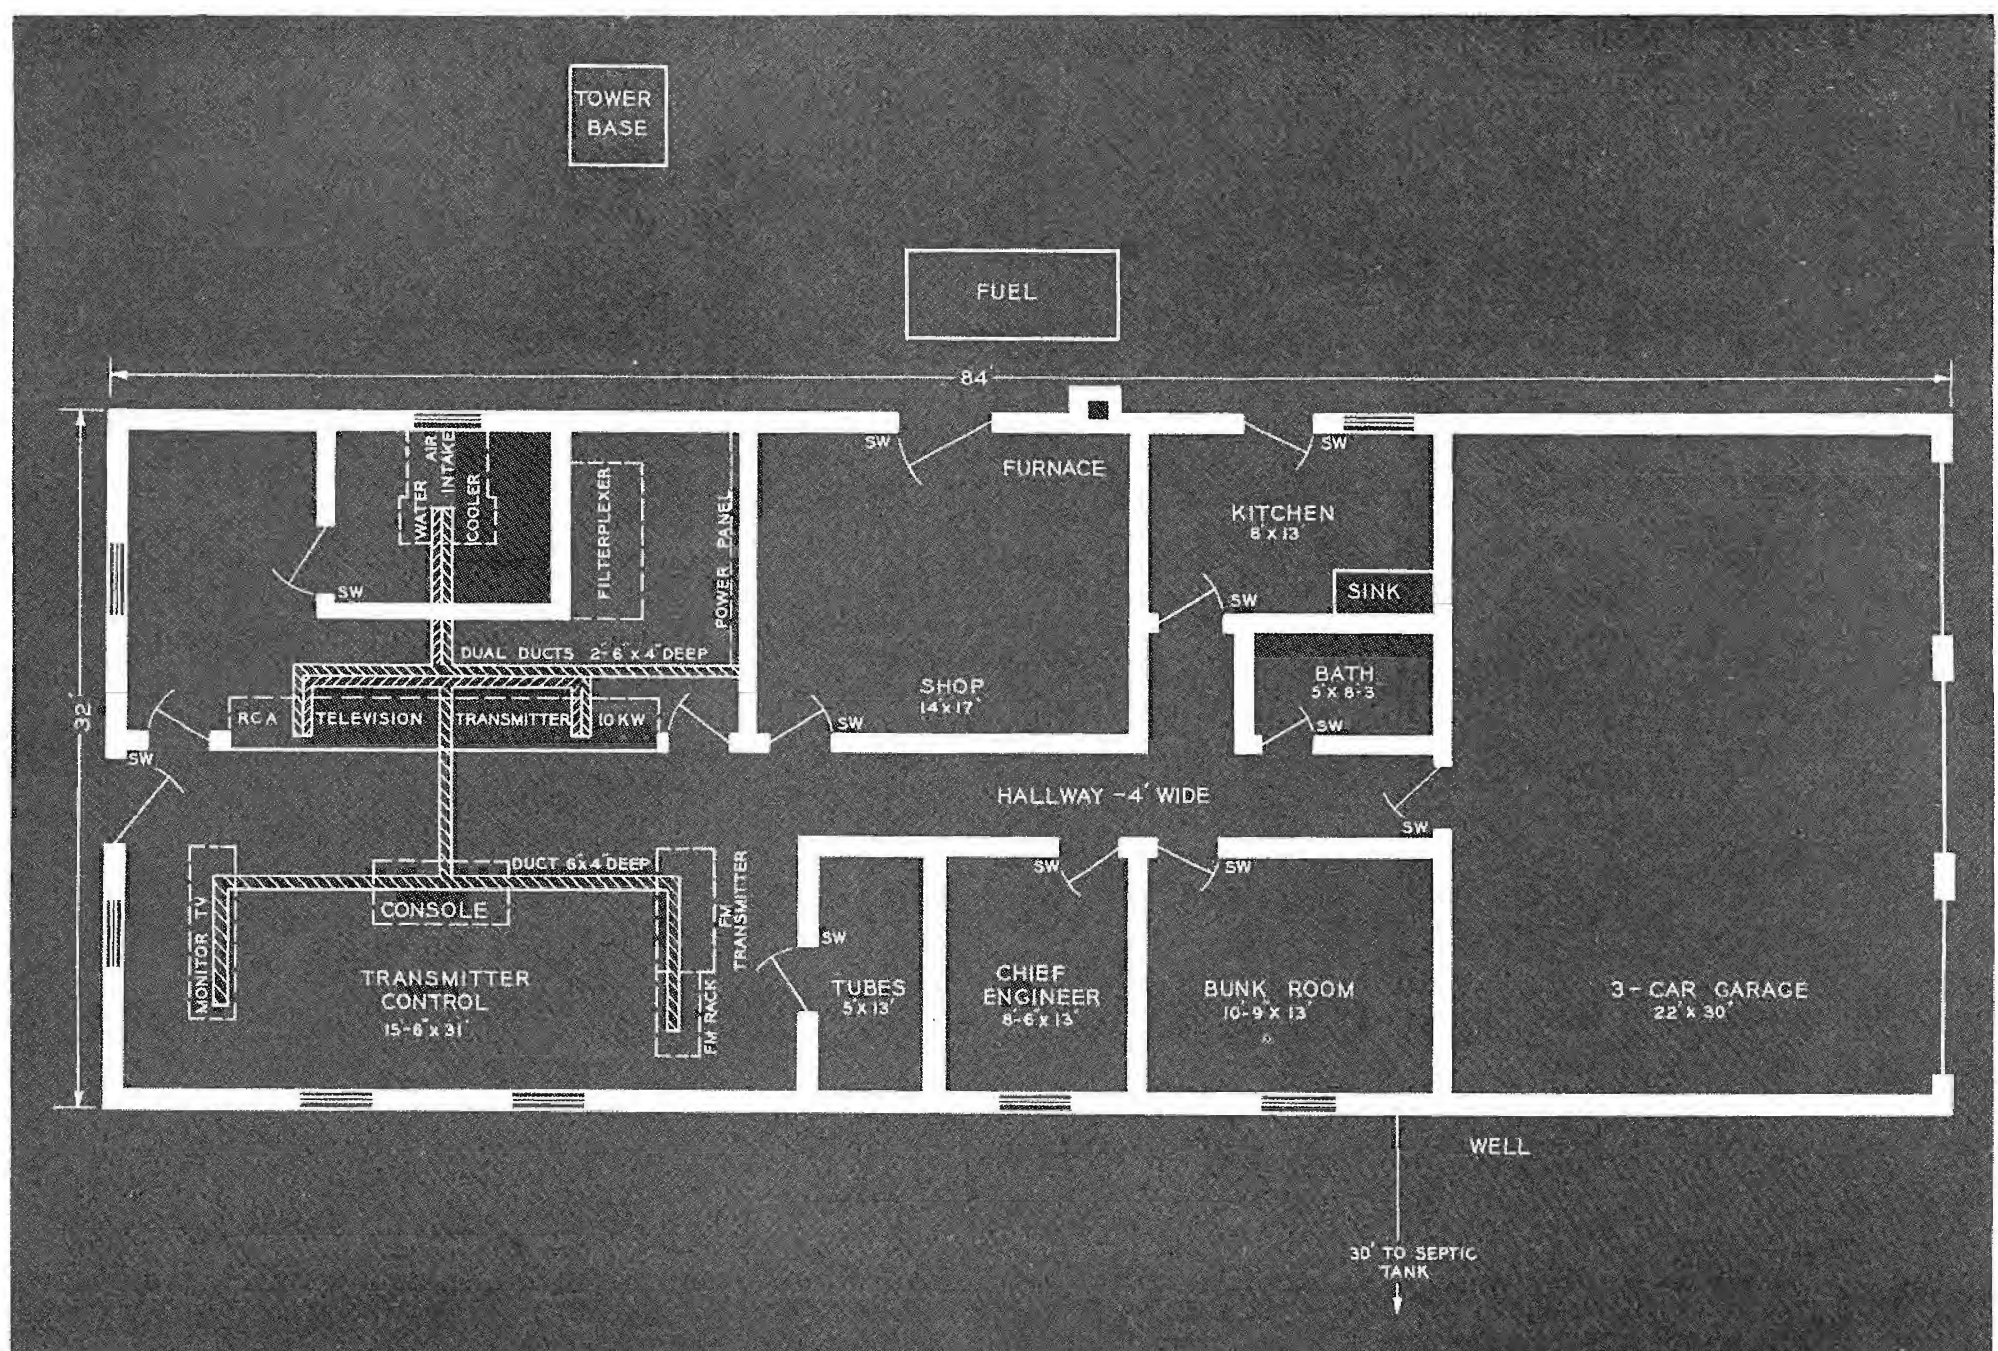 TOWER
BASE
FUEL
84'
32'
SW
SW
FURNACE
AIR
INTAKE
WATER
COOLER
FILTERPLEXER
POWER PANEL
KITCHEN
8' X 13'
SINK
SW
SW
DUAL DUCTS 2-6" X 4" DEEP
BATH
5' X 8'-3"
SHOP
14' X 17'
RCA TELEVISION TRANSMITTER 10 KW
SW
SW
SW
HALLWAY - 4' WIDE
SW
SW
SW
DUCT 6" X 4" DEEP
MONITOR TV
CONSOLE
FM
TRANSMITTER
FM RACK
SW
TRANSMITTER
CONTROL
TUBES
5' X 13'
CHIEF
ENGINEER
8'-6" X 13'
BUNK ROOM
10'-9" X 13'
3-CAR GARAGE
22' X 30'
WELL
30' TO SEPTIC
TANK